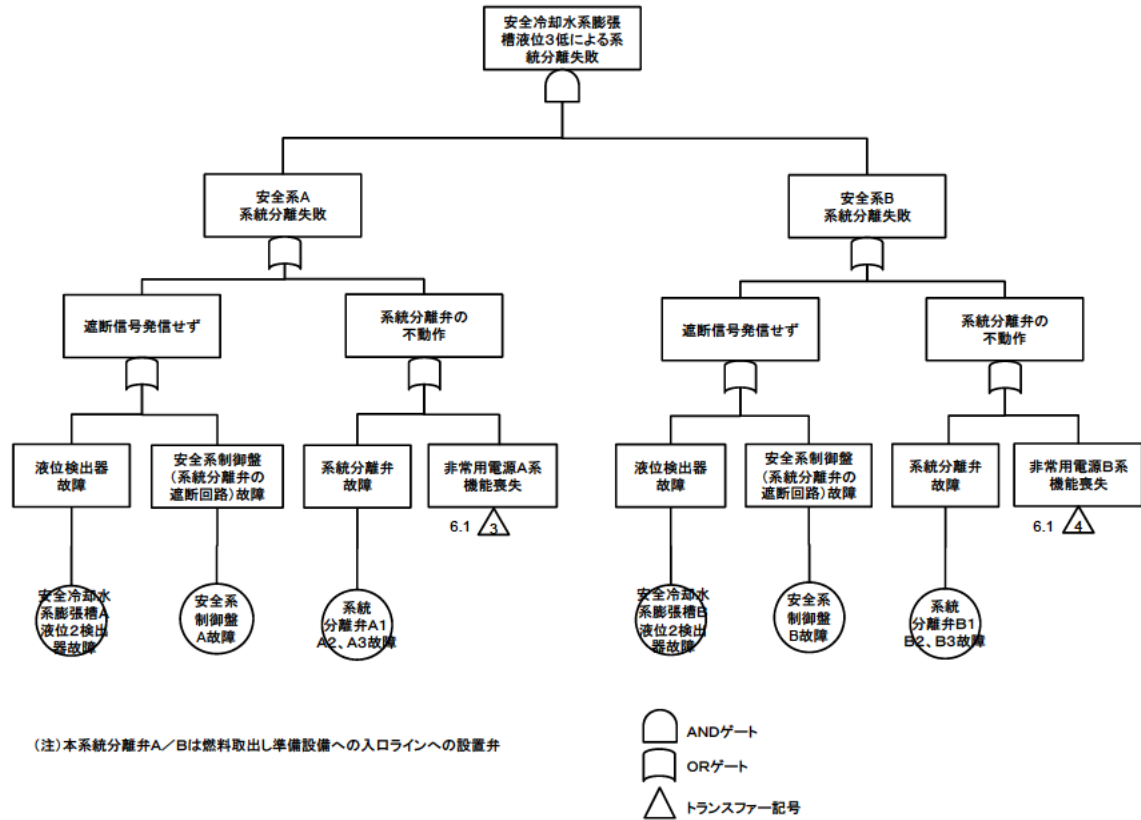 安全冷却水系膨張
槽液位3低による系
統分離失敗
安全系A
系統分離失敗
安全系B
系統分離失敗
遮断信号発信せず
系統分離弁の
不動作
遮断信号発信せず
系統分離弁の
不動作
液位検出器
故障
安全系制御盤
(系統分離弁の
遮断回路)故障
系統分離弁
故障
非常用電源A系
機能喪失
液位検出器
故障
安全系制御盤
(系統分離弁の
遮断回路)故障
系統分離弁
故障
非常用電源B系
機能喪失
6.1 3
6.1 4
安全冷却水
系膨張槽A
液位2検出
器故障
安全系
制御盤
A故障
系統
分離弁A1
A2、A3故障
安全冷却水
系膨張槽B
液位2検出
器故障
安全系
制御盤
B故障
系統
分離弁B1
B2、B3故障
(注)本系統分離弁A/Bは燃料取出し準備設備への入口ラインへの設置弁
ANDゲート
ORゲート
トランスファー記号